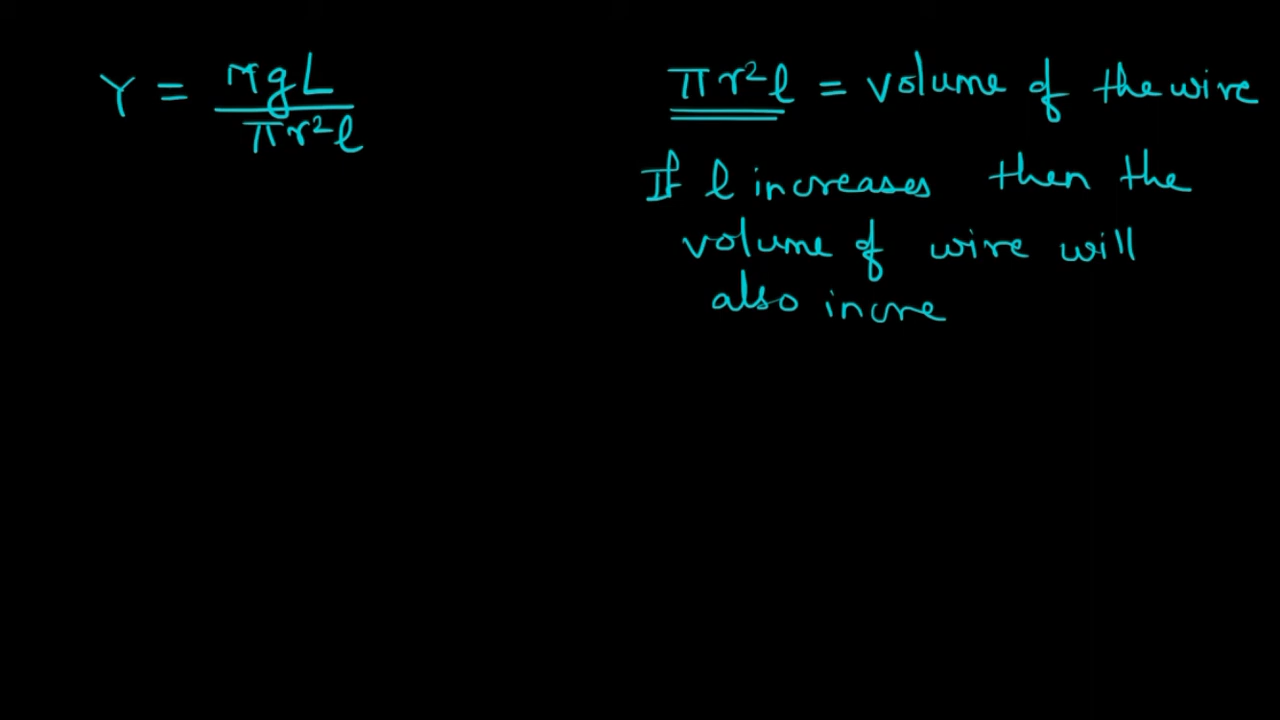 Y = MgL / πr²l
πr²l = volume of the wire
If l increases then the
volume of wire will
also incre